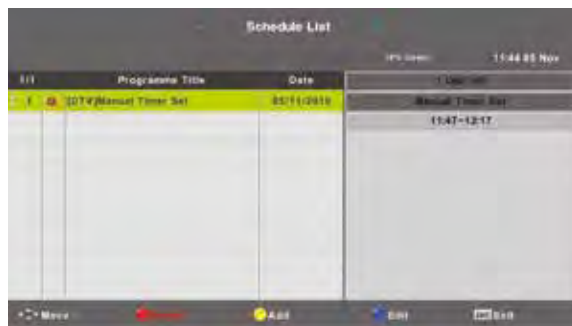 Schedule List
11:44 05 Nov
1/1 Programme Title Date
1 [DTV]Manual Timer Set 05/11/2010
Manual Timer Set
11:47~12:17
Move Add Edit Exit